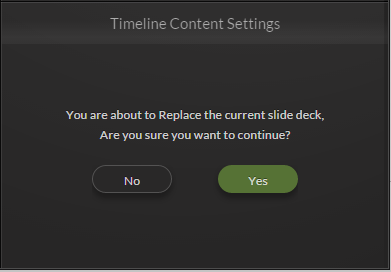 Timeline Content Settings
You are about to Replace the current slide deck,
Are you sure you want to continue?
No
Yes